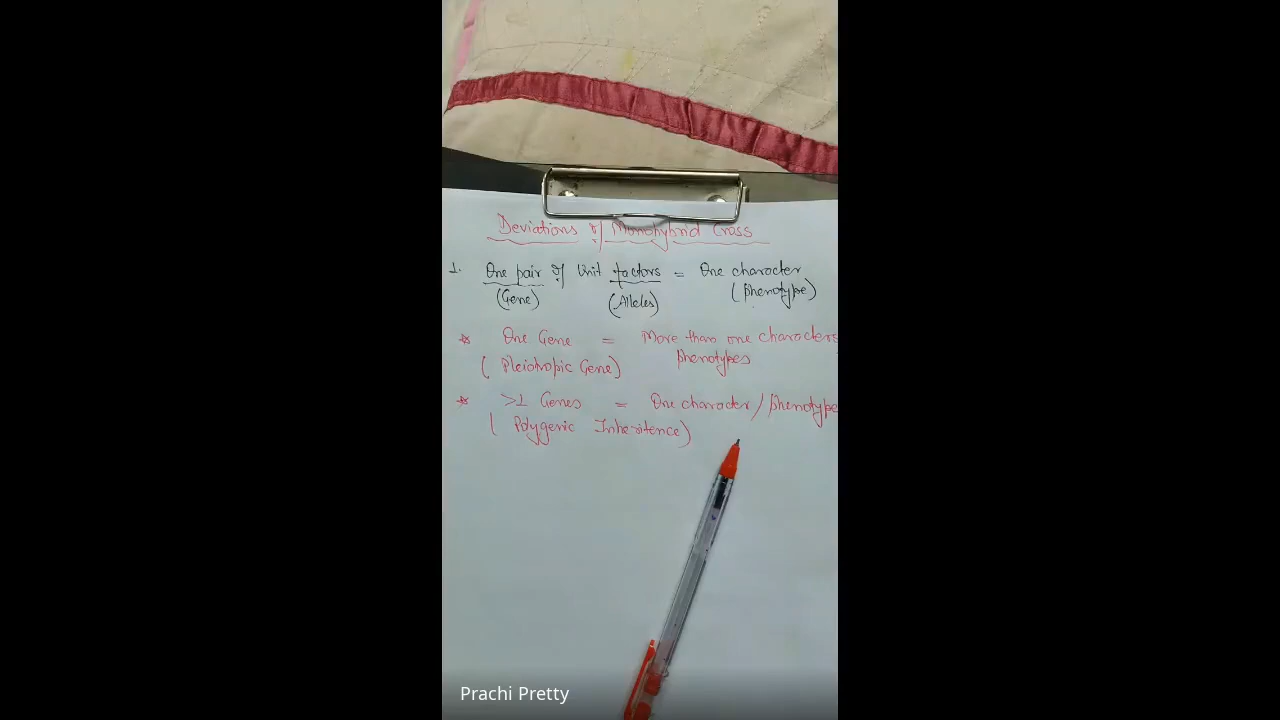 Deviations of Monohybrid Cross
1. One pair of Unit factors = One character
(Gene) (Alleles) (Phenotype)
* One Gene = More than one characters
(Pleiotropic Gene) phenotypes
* >1 Genes = One character/phenotype
( Polygenic Inheritence)
Prachi Pretty